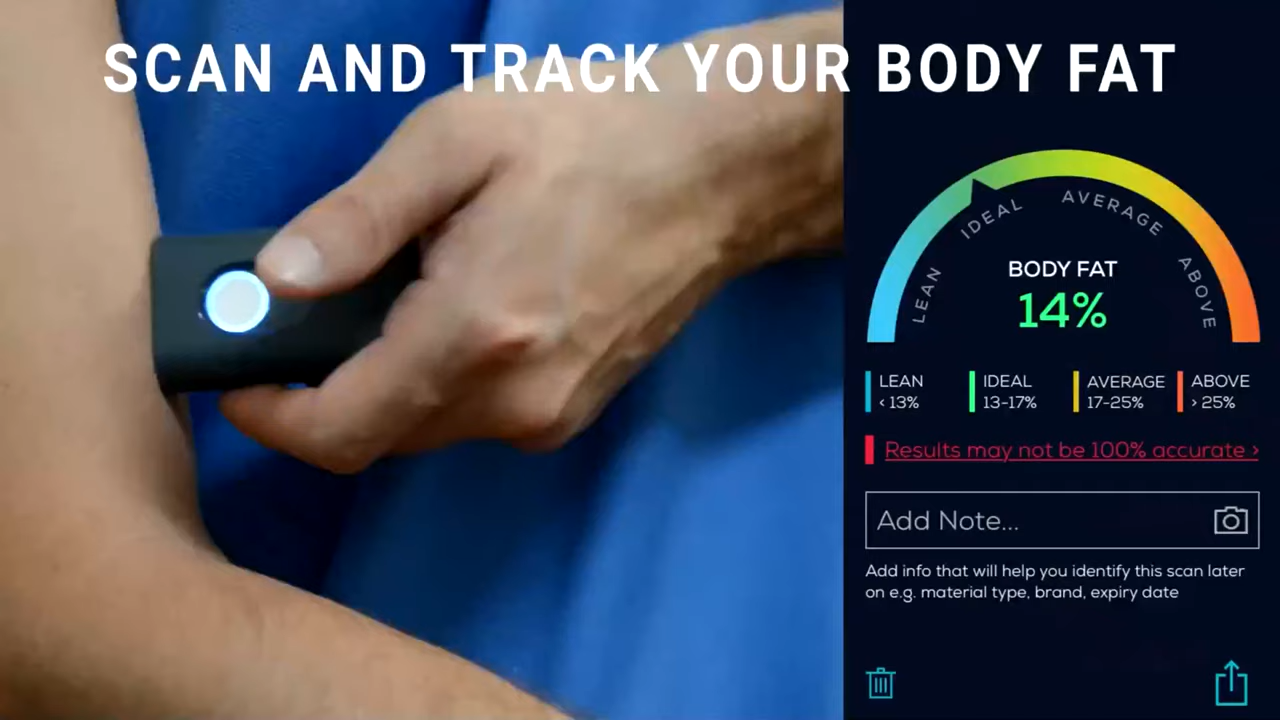 SCAN AND TRACK YOUR BODY FAT
LEAN
IDEAL
AVERAGE
ABOVE
BODY FAT
14%
LEAN
< 13%
IDEAL
13-17%
AVERAGE
17-25%
ABOVE
> 25%
Results may not be 100% accurate >
Add Note...
Add info that will help you identify this scan later
on e.g. material type, brand, expiry date